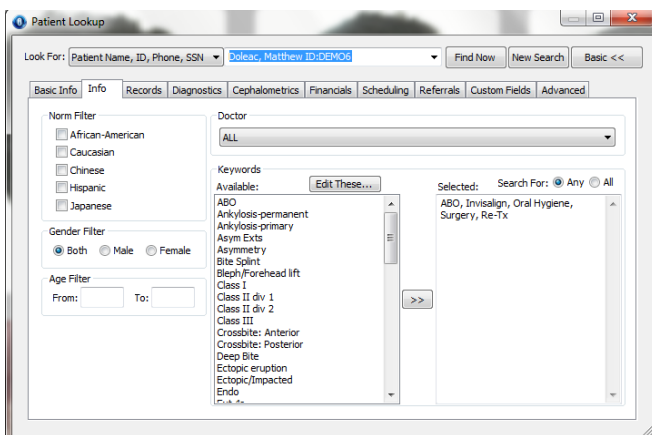 Patient Lookup
Look For: Patient Name, ID, Phone, SSN Doleac, Matthew ID:DEMO6 Find Now New Search Basic <<
Basic Info Info Records Diagnostics Cephalometrics Financials Scheduling Referrals Custom Fields Advanced
Norm Filter
African-American
Caucasian
Chinese
Hispanic
Japanese
Gender Filter
Both Male Female
Age Filter
From: To:
Doctor
ALL
Keywords
Available: Edit These... Selected: Search For: Any All
ABO
Ankylosis-permanent
Ankylosis-primary
Asym Exts
Asymmetry
Bite Splint
Bleph/Forehead lift
Class I
Class II div 1
Class II div 2
Class III
Crossbite: Anterior
Crossbite: Posterior
Deep Bite
Ectopic eruption
Ectopic/Impacted
Endo
>>
ABO, Invisalign, Oral Hygiene,
Surgery, Re-Tx